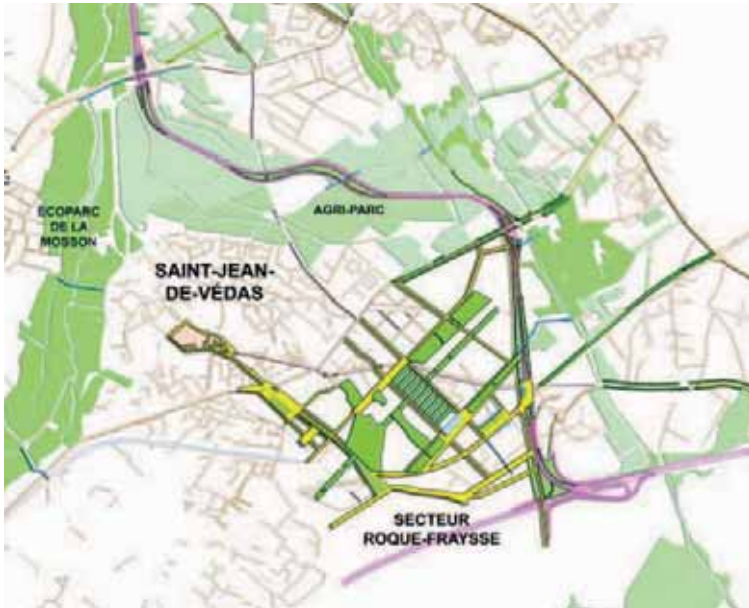 ECOPARC
DE LA
MOSSON
AGRI-PARC
SAINT-JEAN-
DE-VÉDAS
SECTEUR
ROQUE-FRAYSSE